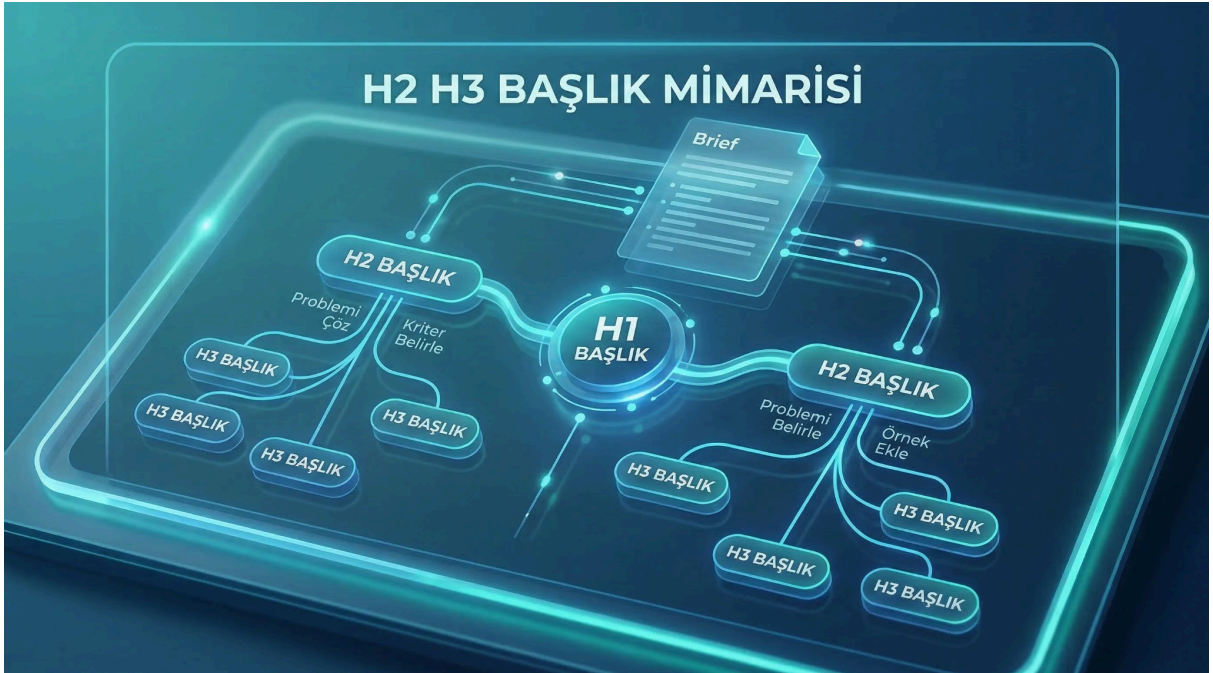 H2 H3 BAŞLIK MİMARİSİ
Brief
H2 BAŞLIK
Problemi
Çöz
Kriter
Belirle
H3 BAŞLIK
H3 BAŞLIK
H3 BAŞLIK
H3 BAŞLIK
H1
BAŞLIK
H2 BAŞLIK
Problemi
Belirle
Örnek
Ekle
H3 BAŞLIK
H3 BAŞLIK
H3 BAŞLIK
H3 BAŞLIK